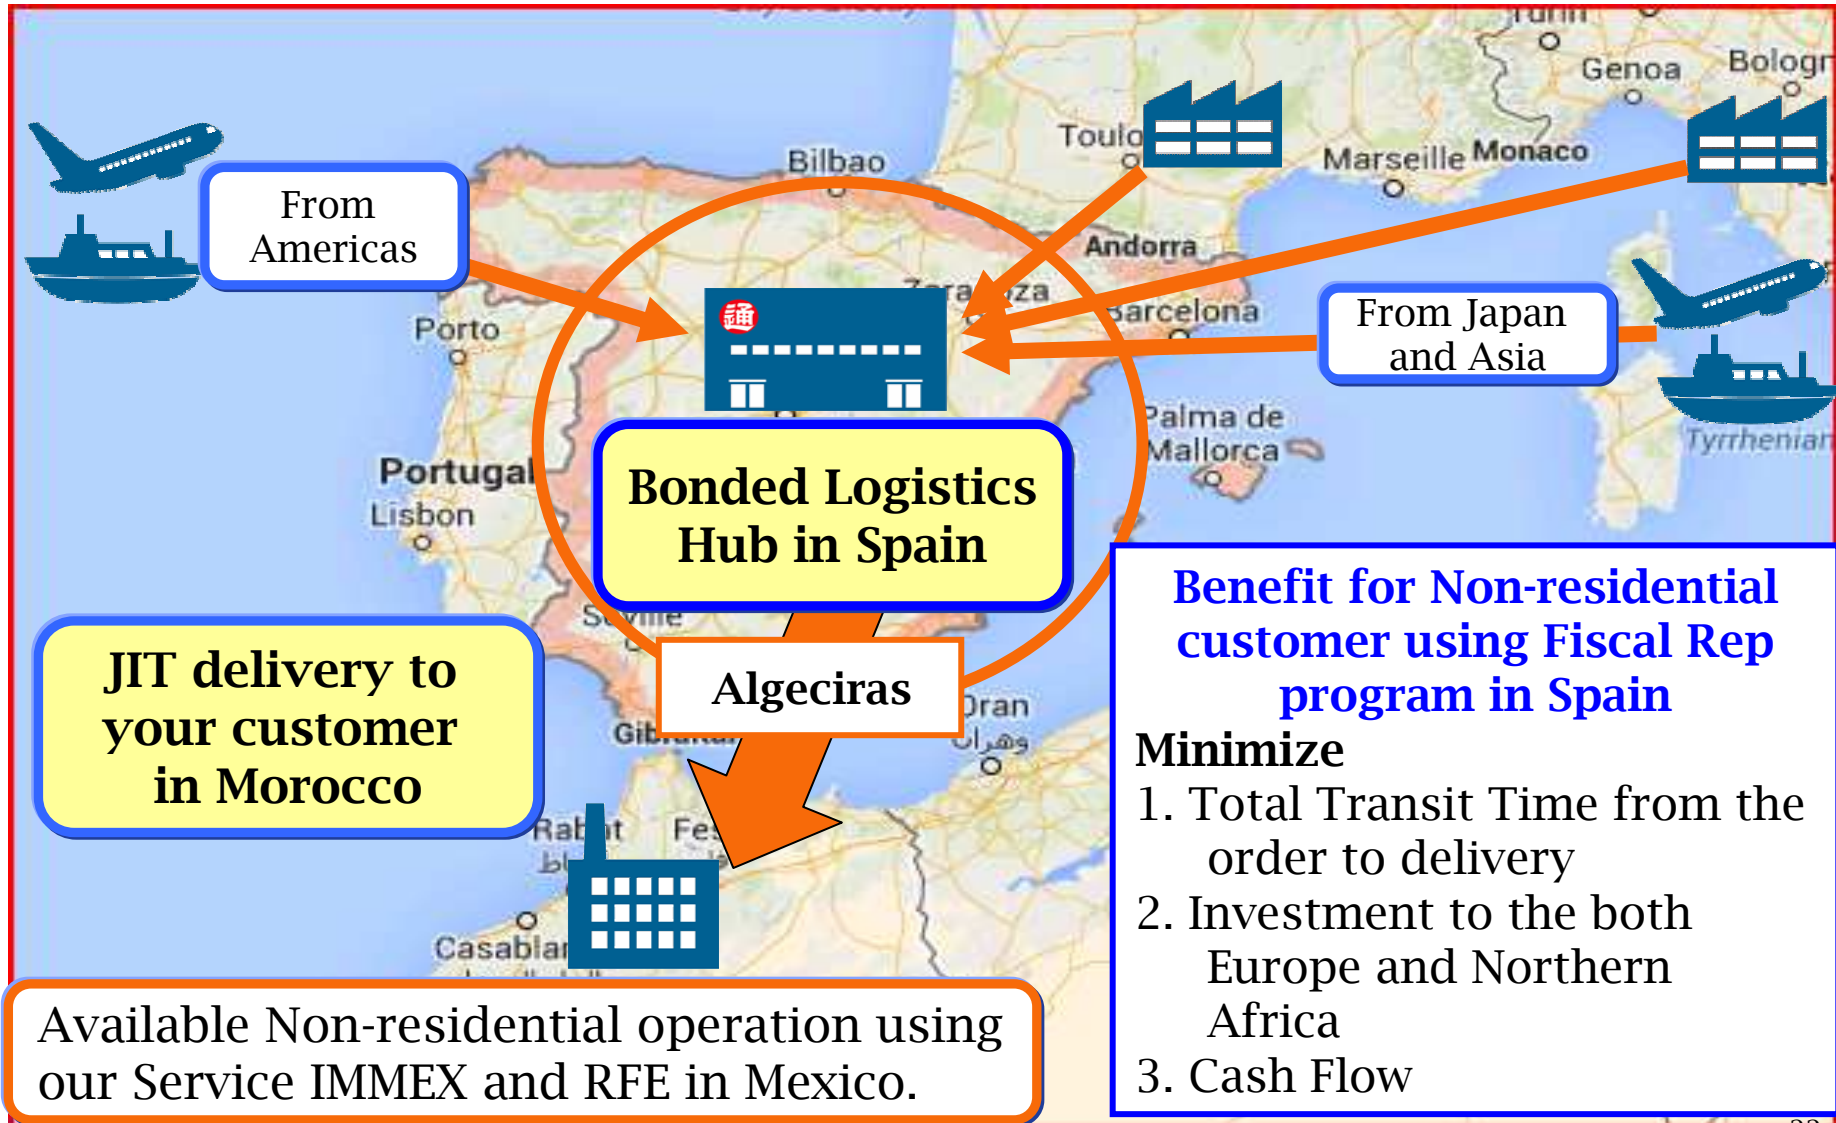 Genoa
Bilbao
Marseille
Monaco
From
Americas
Andorra
Porto
通
Barcelona
From Japan
and Asia
Palma de
Mallorca
Tyrrhenian
Portugal
Lisbon
Bonded Logistics
Hub in Spain
JIT delivery to
your customer
in Morocco
Algeciras
Oran
وهران
Rabat
Benefit for Non-residential
customer using Fiscal Rep
program in Spain
Minimize
1. Total Transit Time from the
order to delivery
2. Investment to the both
Europe and Northern
Africa
3. Cash Flow
Available Non-residential operation using
our Service IMMEX and RFE in Mexico.